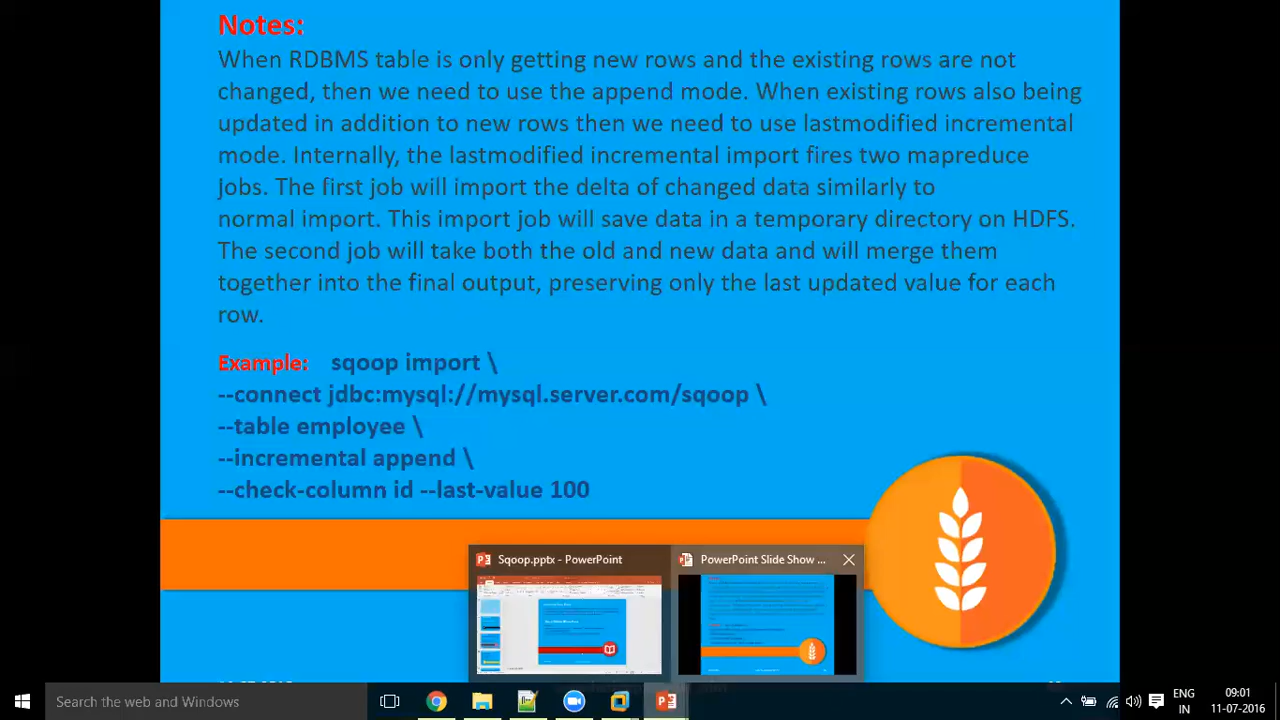 Notes:
When RDBMS table is only getting new rows and the existing rows are not
changed, then we need to use the append mode. When existing rows also being
updated in addition to new rows then we need to use lastmodified incremental
mode. Internally, the lastmodified incremental import fires two mapreduce
jobs. The first job will import the delta of changed data similarly to
normal import. This import job will save data in a temporary directory on HDFS.
The second job will take both the old and new data and will merge them
together into the final output, preserving only the last updated value for each
row.
Example: sqoop import \
--connect jdbc:mysql://mysql.server.com/sqoop \
--table employee \
--incremental append \
--check-column id --last-value 100
Sqoop.pptx - PowerPoint
PowerPoint Slide Show ...
Search the web and Windows
ENG
IN
09:01
11-07-2016